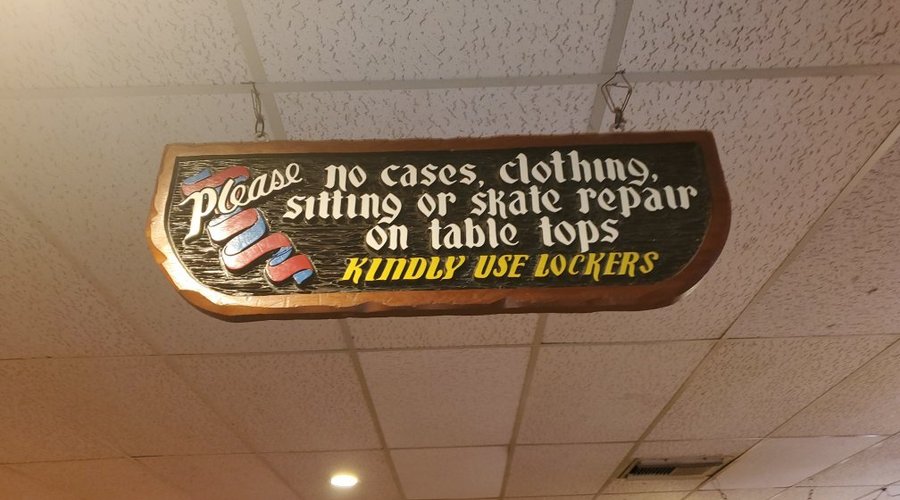 Please
no cases, clothing,
sitting or skate repair
on table tops
KINDLY USE LOCKERS